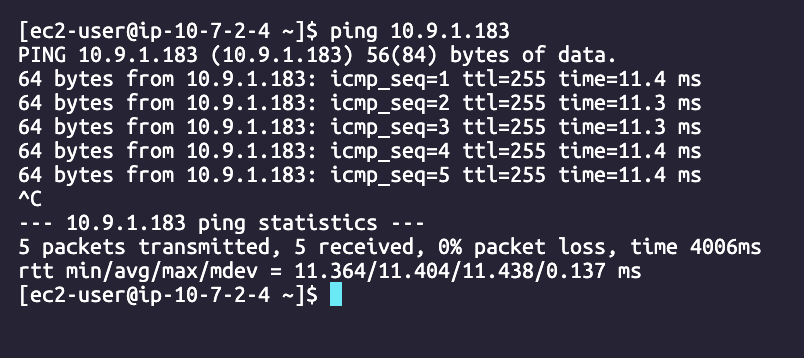 [ec2-user@ip-10-7-2-4 ~]$ ping 10.9.1.183
PING 10.9.1.183 (10.9.1.183) 56(84) bytes of data.
64 bytes from 10.9.1.183: icmp_seq=1 ttl=255 time=11.4 ms
64 bytes from 10.9.1.183: icmp_seq=2 ttl=255 time=11.3 ms
64 bytes from 10.9.1.183: icmp_seq=3 ttl=255 time=11.3 ms
64 bytes from 10.9.1.183: icmp_seq=4 ttl=255 time=11.4 ms
64 bytes from 10.9.1.183: icmp_seq=5 ttl=255 time=11.4 ms
^C
--- 10.9.1.183 ping statistics ---
5 packets transmitted, 5 received, 0% packet loss, time 4006ms
rtt min/avg/max/mdev = 11.364/11.404/11.438/0.137 ms
[ec2-user@ip-10-7-2-4 ~]$